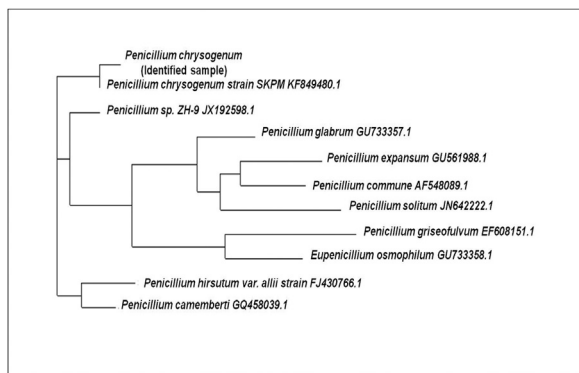 Penicillium chrysogenum
(Identified sample)
Penicillium chrysogenum strain SKPM KF849480.1
Penicillium sp. ZH-9 JX192598.1
Penicillium glabrum GU733357.1
Penicillium expansum GU561988.1
Penicillium commune AF548089.1
Penicillium solitum JN642222.1
Penicillium griseofulvum EF608151.1
Eupenicillium osmophilum GU733358.1
Penicillium hirsutum var. allii strain FJ430766.1
Penicillium camemberti GQ458039.1